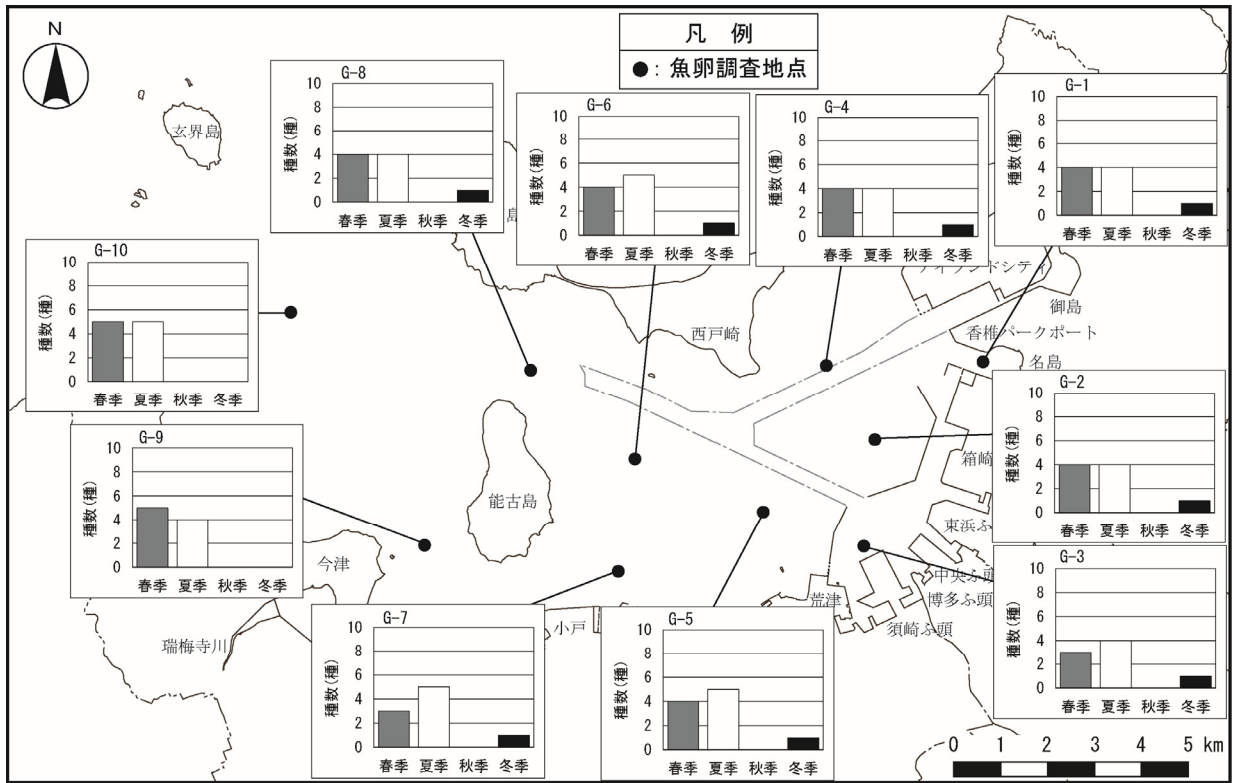 N
凡 例
●：魚卵調査地点
玄界島
島
西戸崎
アイランドシティ
御島
香椎パークポート
名島
箱崎
東浜ふ
中央ふ頭
博多ふ頭
須崎ふ頭
荒津
能古島
今津
瑞梅寺川
小戸
G-8
種数(種)
10
8
6
4
2
0
春季 夏季 秋季 冬季
G-6
種数(種)
10
8
6
4
2
0
春季 夏季 秋季 冬季
G-4
種数(種)
10
8
6
4
2
0
春季 夏季 秋季 冬季
G-1
種数(種)
10
8
6
4
2
0
春季 夏季 秋季 冬季
G-10
種数(種)
10
8
6
4
2
0
春季 夏季 秋季 冬季
G-2
種数(種)
10
8
6
4
2
0
春季 夏季 秋季 冬季
G-9
種数(種)
10
8
6
4
2
0
春季 夏季 秋季 冬季
G-3
種数(種)
10
8
6
4
2
0
春季 夏季 秋季 冬季
G-7
種数(種)
10
8
6
4
2
0
春季 夏季 秋季 冬季
G-5
種数(種)
10
8
6
4
2
0
春季 夏季 秋季 冬季
0 1 2 3 4 5 km